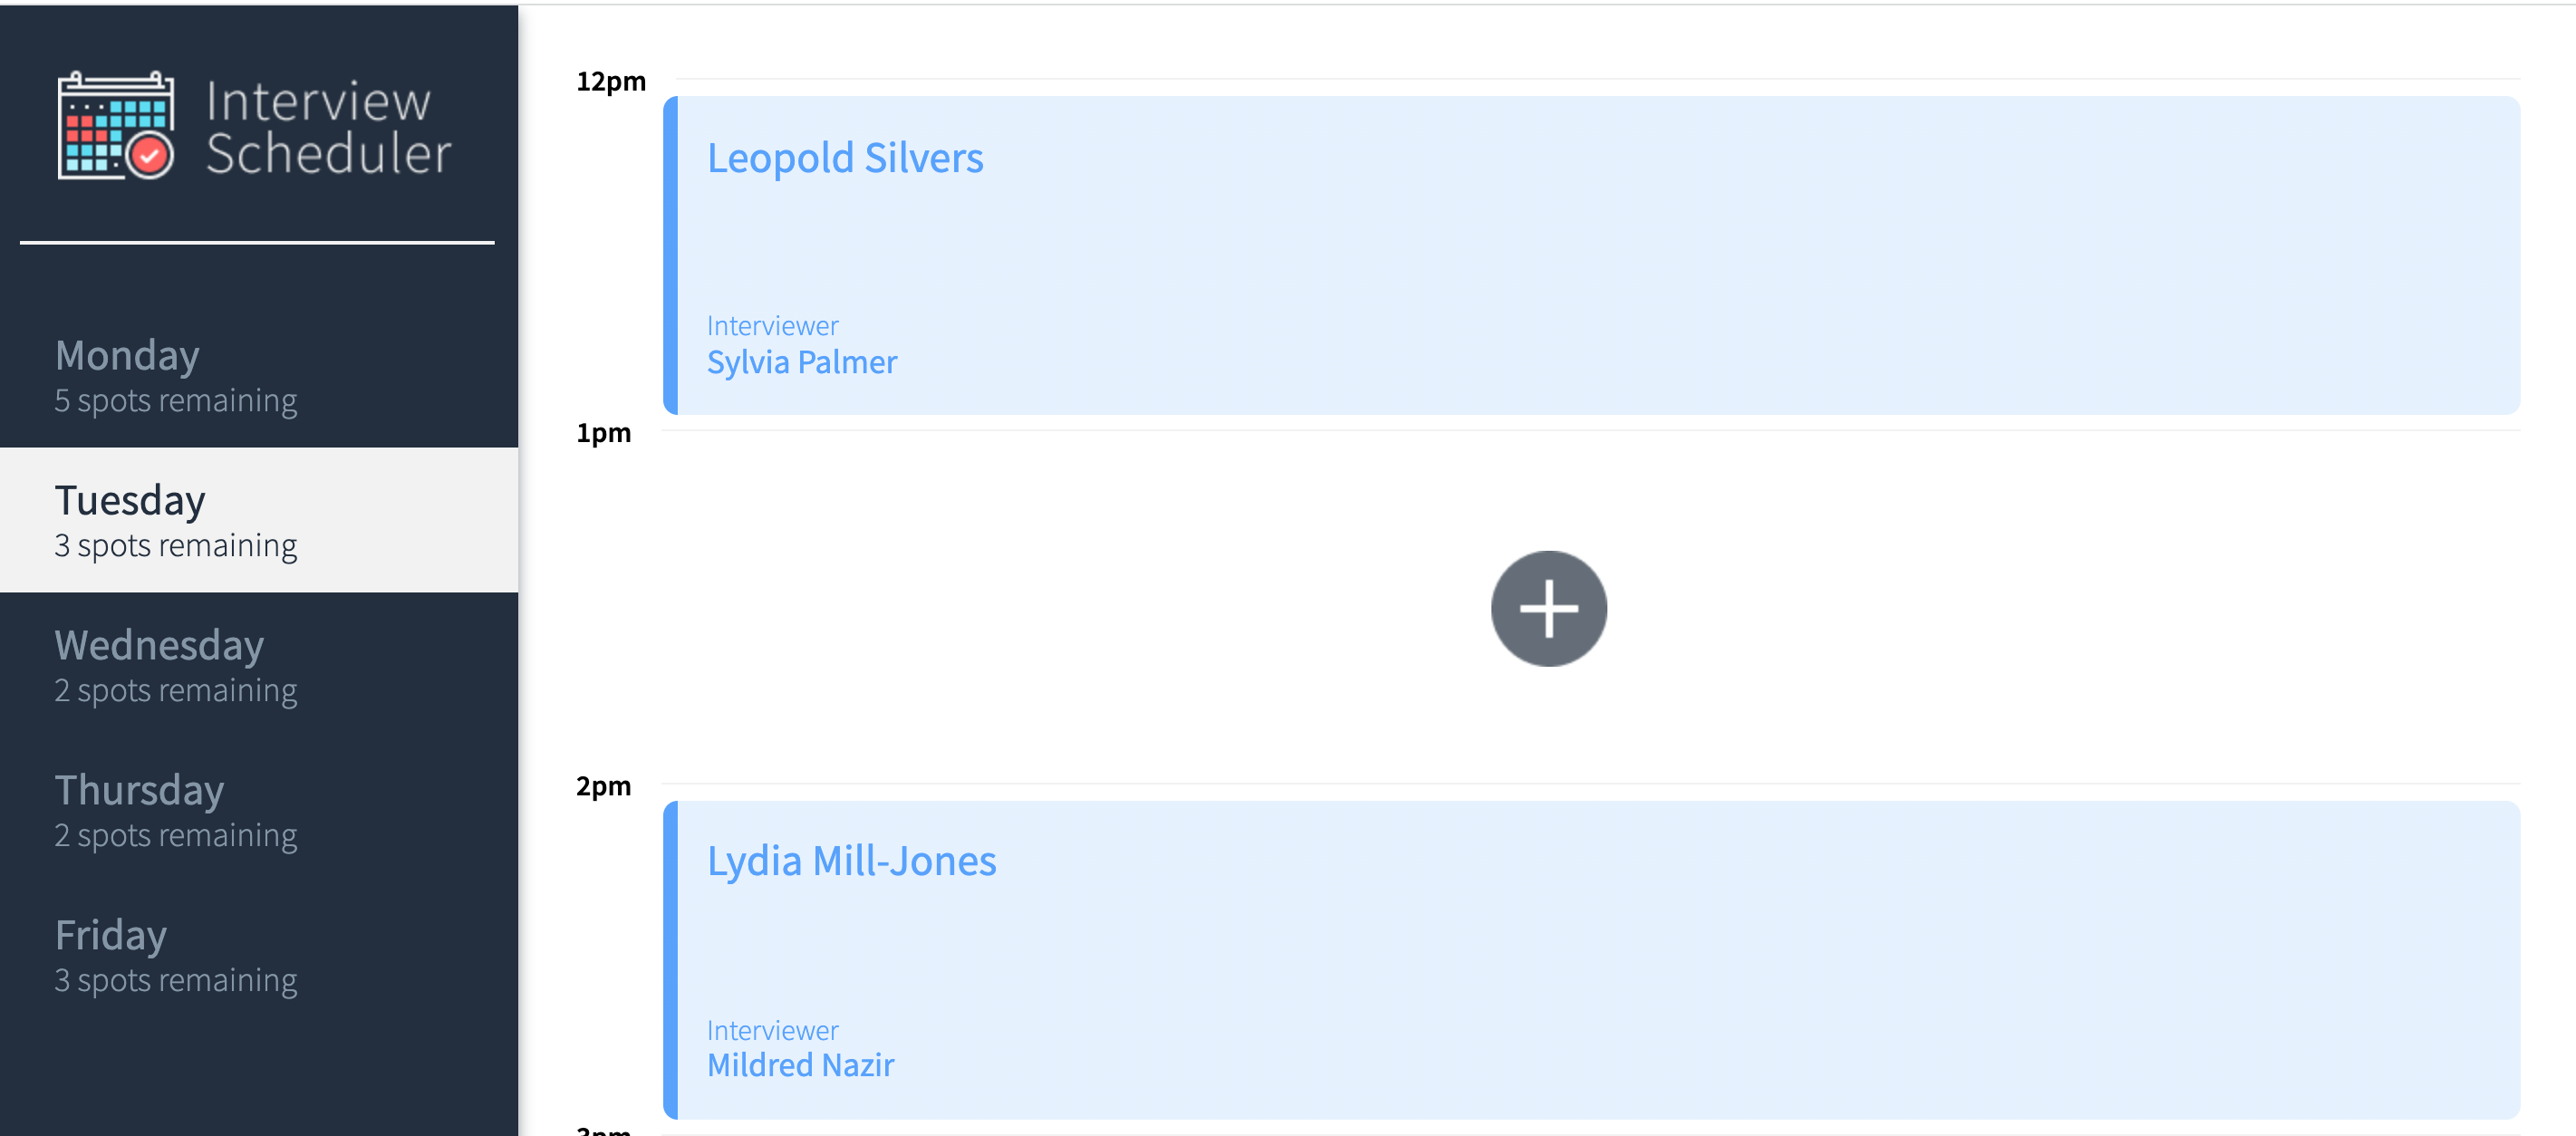 Interview
Scheduler
Monday
5 spots remaining
Tuesday
3 spots remaining
Wednesday
2 spots remaining
Thursday
2 spots remaining
Friday
3 spots remaining
12pm
Leopold Silvers
Interviewer
Sylvia Palmer
1pm
2pm
Lydia Mill-Jones
Interviewer
Mildred Nazir
3pm